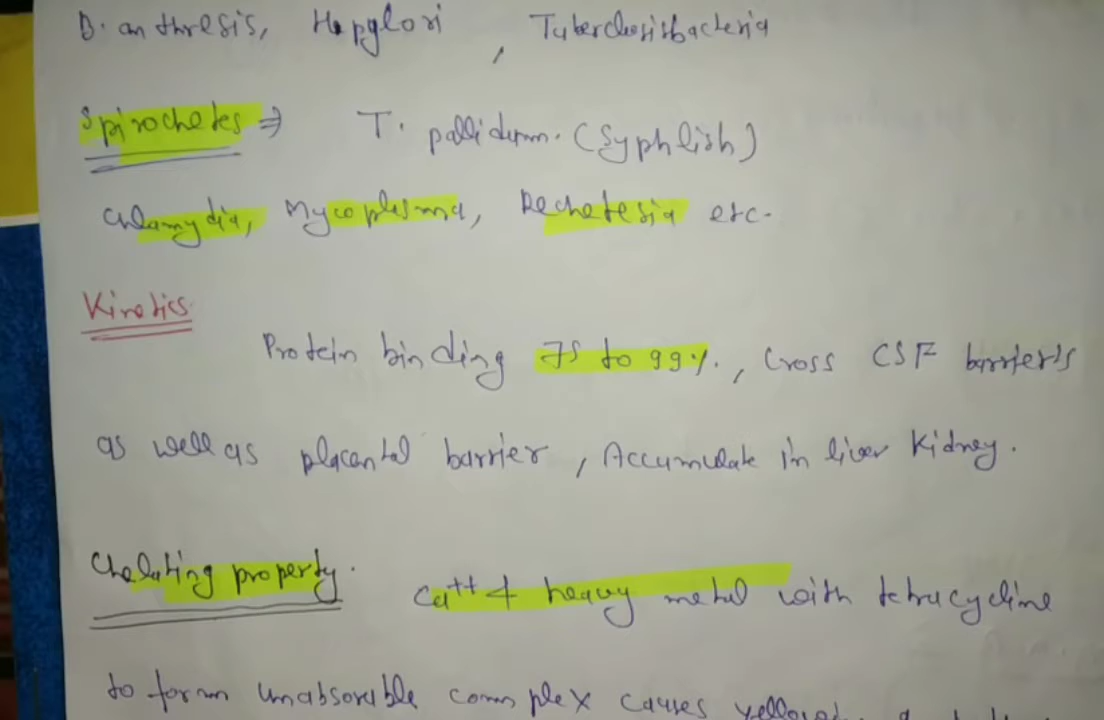 B. anthresis, H. pylori, Tuberclosisbacteria
Spirochetes ⇒ T. pallidum. (Syphlish)
Chlamydia, Mycoplasma, Rechetesia etc.
Kinetics
Protein binding 75 to 99%, Cross CSF barrier's
as well as placental barrier, Accumulate in liver kidney.
Chelating property. Ca++ & heavy metal with tetracycline
to form unabsorable complex causes